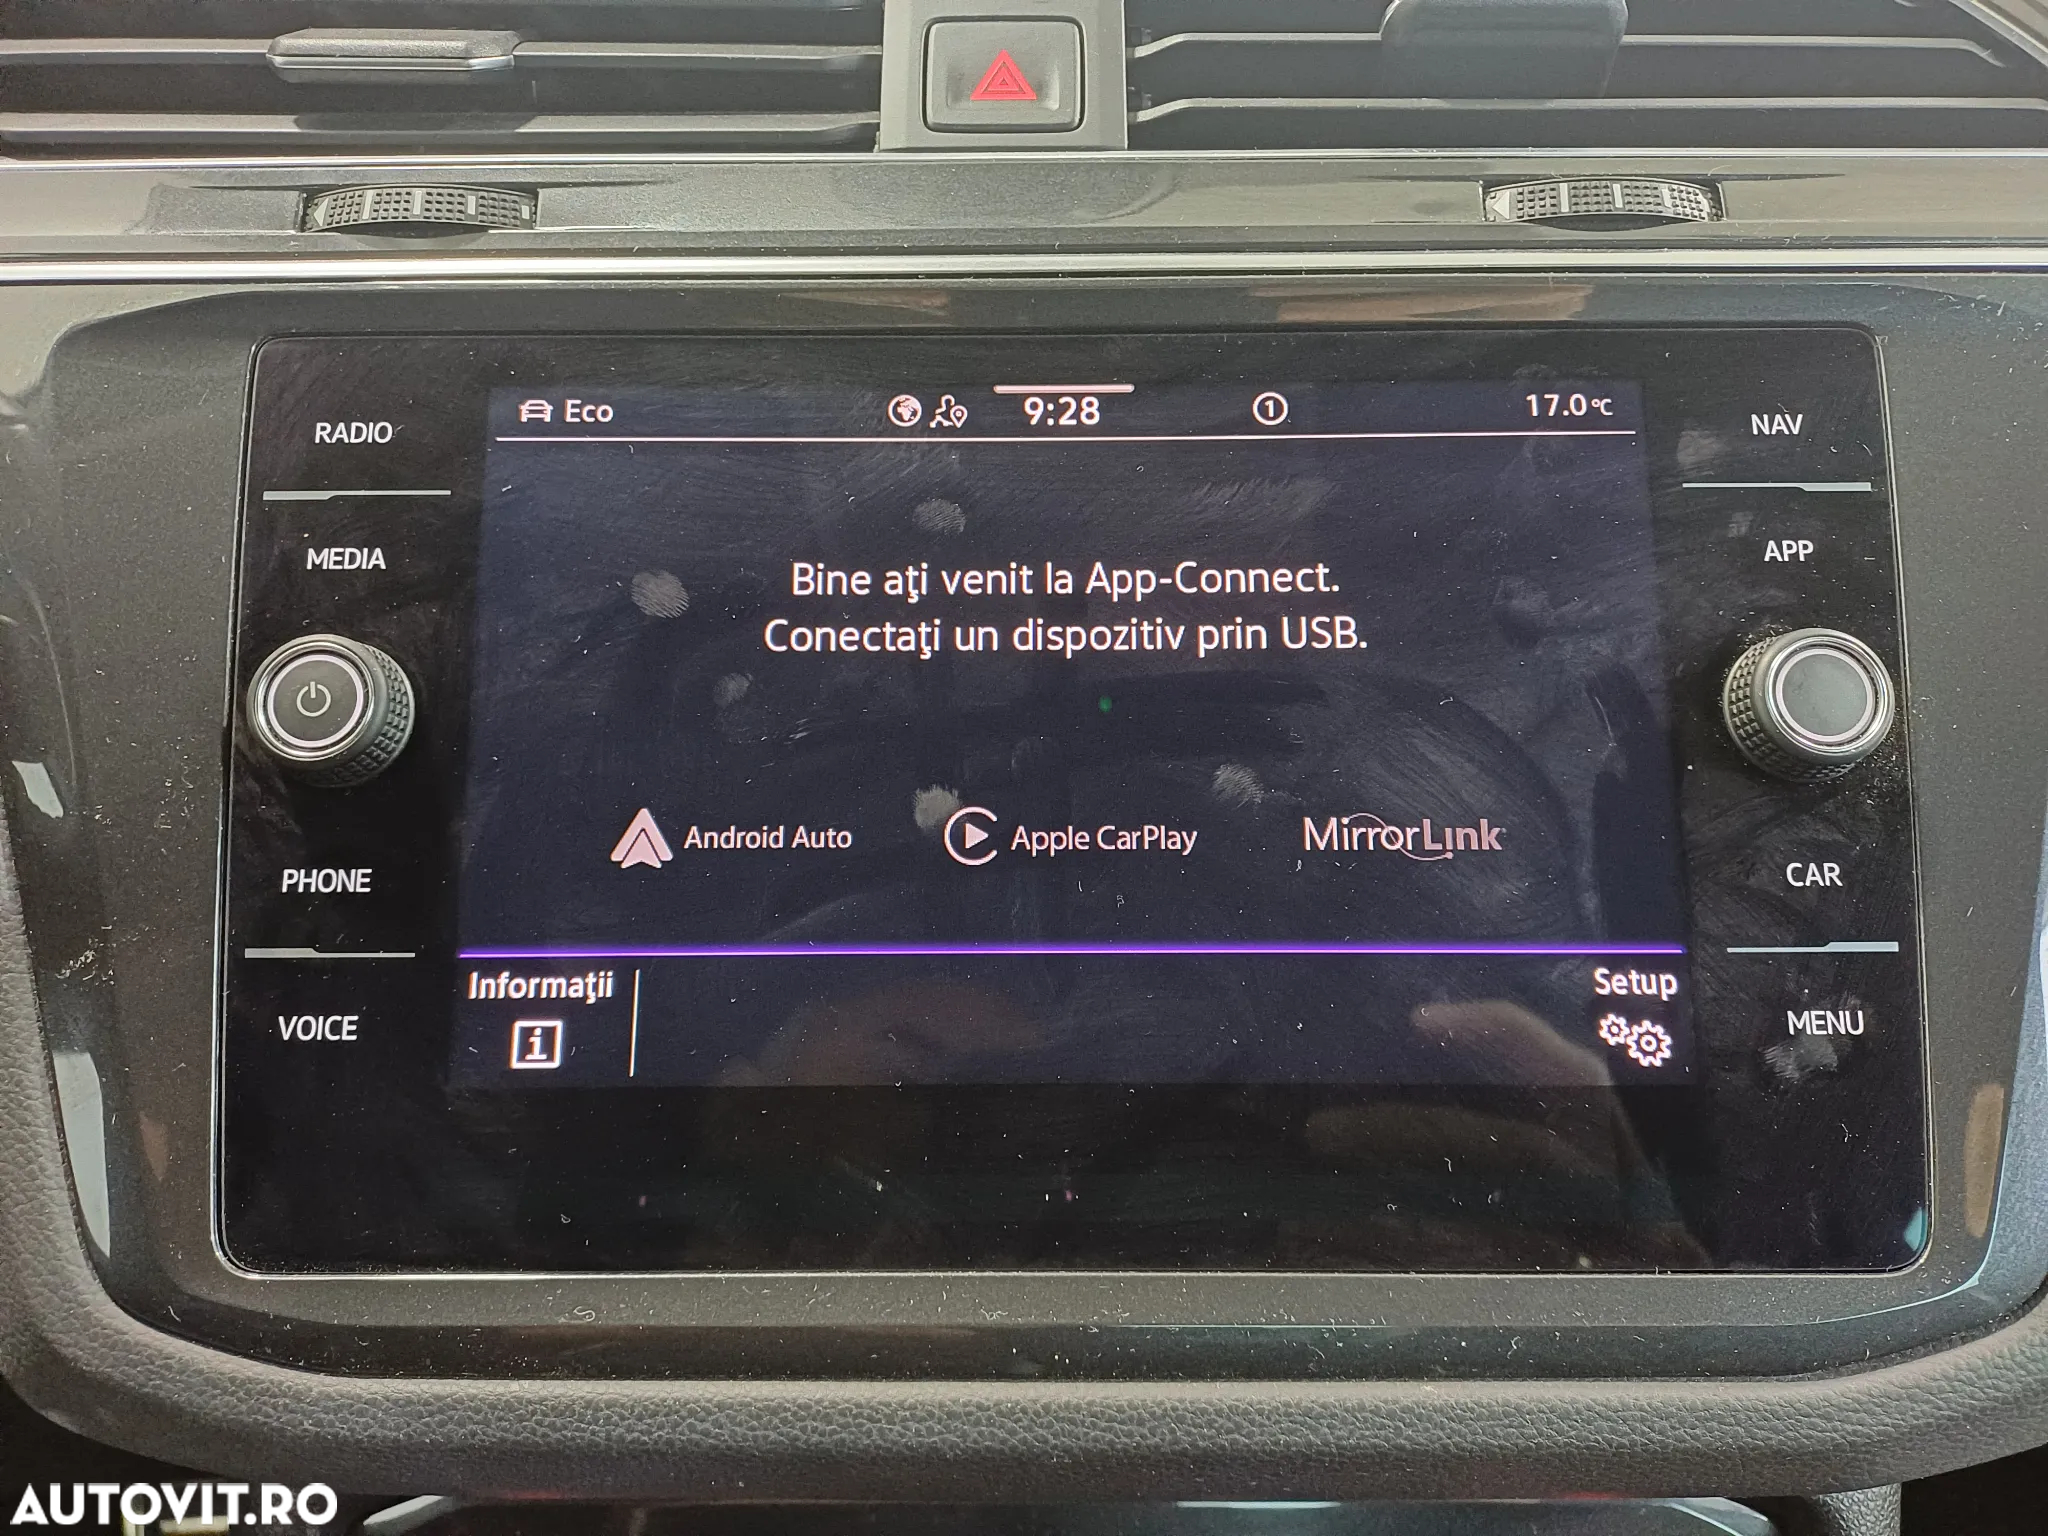 RADIO
MEDIA
PHONE
VOICE
Eco
9:28
1
17.0°C
Bine aţi venit la App-Connect.
Conectaţi un dispozitiv prin USB.
Android Auto
Apple CarPlay
MirrorLink
Informaţii
i
Setup
NAV
APP
CAR
MENU
AUTOVIT.RO